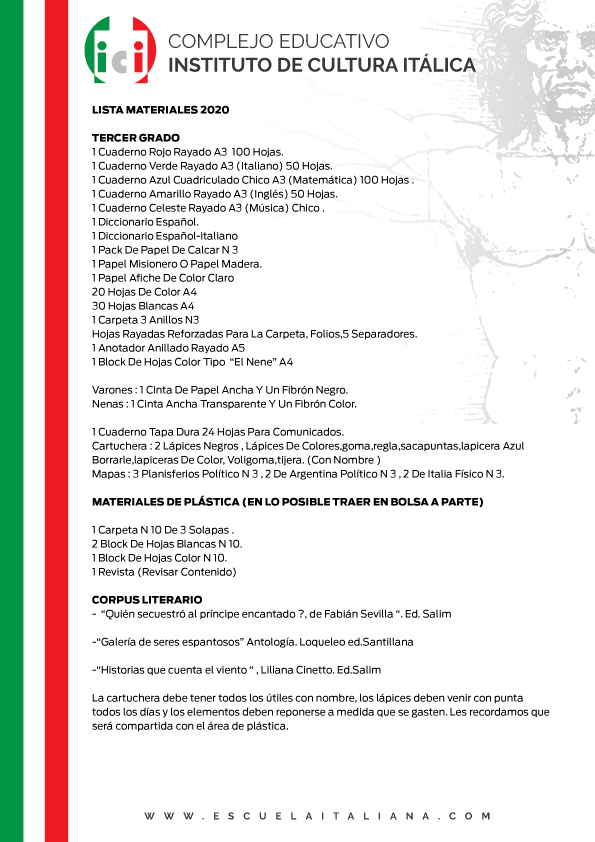 ici
COMPLEJO EDUCATIVO
INSTITUTO DE CULTURA ITÁLICA
LISTA MATERIALES 2020
TERCER GRADO
1 Cuaderno Rojo Rayado A3 100 Hojas.
1 Cuaderno Verde Rayado A3 (Italiano) 50 Hojas.
1 Cuaderno Azul Cuadriculado Chico A3 (Matemática) 100 Hojas .
1 Cuaderno Amarillo Rayado A3 (Inglés) 50 Hojas.
1 Cuaderno Celeste Rayado A3 (Música) Chico .
1 Diccionario Español.
1 Diccionario Español-italiano
1 Pack De Papel De Calcar N 3
1 Papel Misionero O Papel Madera.
1 Papel Afiche De Color Claro
20 Hojas De Color A4
30 Hojas Blancas A4
1 Carpeta 3 Anillos N3
Hojas Rayadas Reforzadas Para La Carpeta, Folios,5 Separadores.
1 Anotador Anillado Rayado A5
1 Block De Hojas Color Tipo “El Nene” A4
Varones : 1 Cinta De Papel Ancha Y Un Fibrón Negro.
Nenas : 1 Cinta Ancha Transparente Y Un Fibrón Color.
1 Cuaderno Tapa Dura 24 Hojas Para Comunicados.
Cartuchera : 2 Lápices Negros , Lápices De Colores,goma,regla,sacapuntas,lapicera Azul
Borrarle,lapiceras De Color, Voligoma,tijera. (Con Nombre )
Mapas : 3 Planisferios Político N 3 , 2 De Argentina Político N 3 , 2 De Italia Físico N 3.
MATERIALES DE PLÁSTICA (EN LO POSIBLE TRAER EN BOLSA A PARTE)
1 Carpeta N 10 De 3 Solapas .
2 Block De Hojas Blancas N 10.
1 Block De Hojas Color N 10.
1 Revista (Revisar Contenido)
CORPUS LITERARIO
- “Quién secuestró al príncipe encantado ?, de Fabián Sevilla “. Ed. Salim
-“Galería de seres espantosos” Antología. Loqueleo ed.Santillana
-“Historias que cuenta el viento “ , Liliana Cinetto. Ed.Salim
La cartuchera debe tener todos los útiles con nombre, los lápices deben venir con punta
todos los días y los elementos deben reponerse a medida que se gasten. Les recordamos que
será compartida con el área de plástica.
WWW.ESCUELAITALIANA.COM